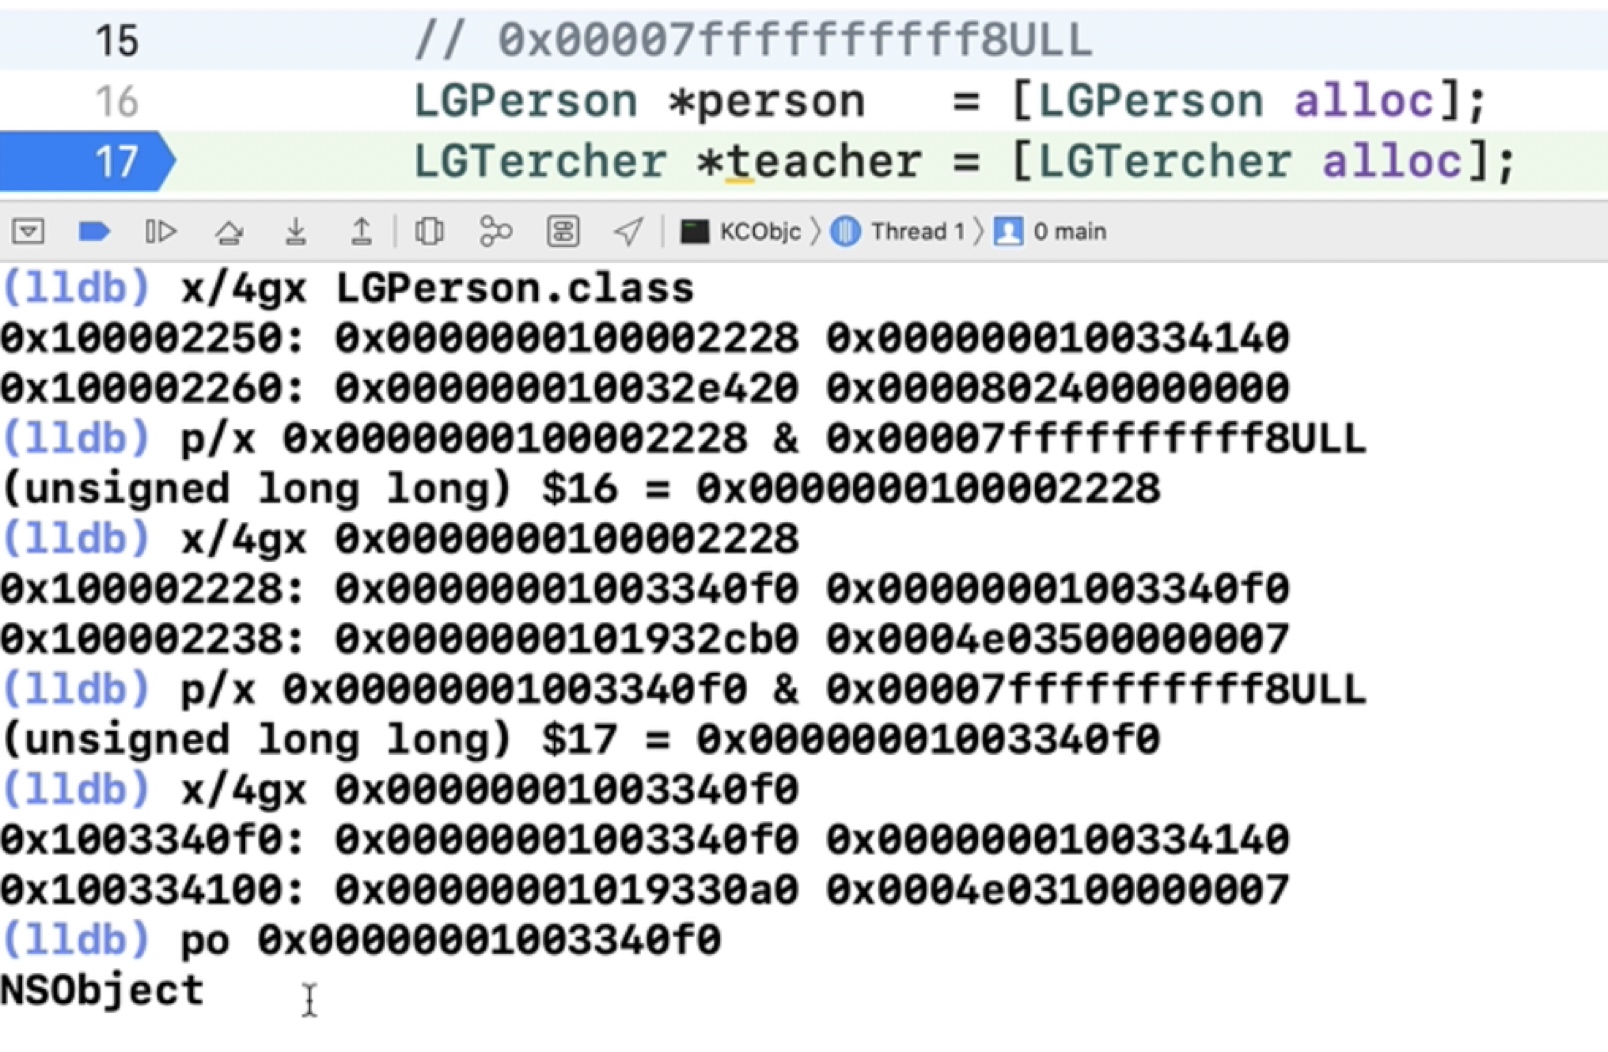 15 // 0x00007ffffffffff8ULL
16 LGPerson *person = [LGPerson alloc];
17 LGTercher *teacher = [LGTercher alloc];
KCObjc 〉 Thread 1 〉 0 main
(lldb) x/4gx LGPerson.class
0x100002250: 0x0000000100002228 0x0000000100334140
0x100002260: 0x000000010032e420 0x0000802400000000
(lldb) p/x 0x0000000100002228 & 0x00007ffffffffff8ULL
(unsigned long long) $16 = 0x0000000100002228
(lldb) x/4gx 0x0000000100002228
0x100002228: 0x00000001003340f0 0x00000001003340f0
0x100002238: 0x0000000101932cb0 0x0004e03500000007
(lldb) p/x 0x00000001003340f0 & 0x00007ffffffffff8ULL
(unsigned long long) $17 = 0x00000001003340f0
(lldb) x/4gx 0x00000001003340f0
0x1003340f0: 0x00000001003340f0 0x0000000100334140
0x100334100: 0x00000001019330a0 0x0004e03100000007
(lldb) po 0x00000001003340f0
NSObject